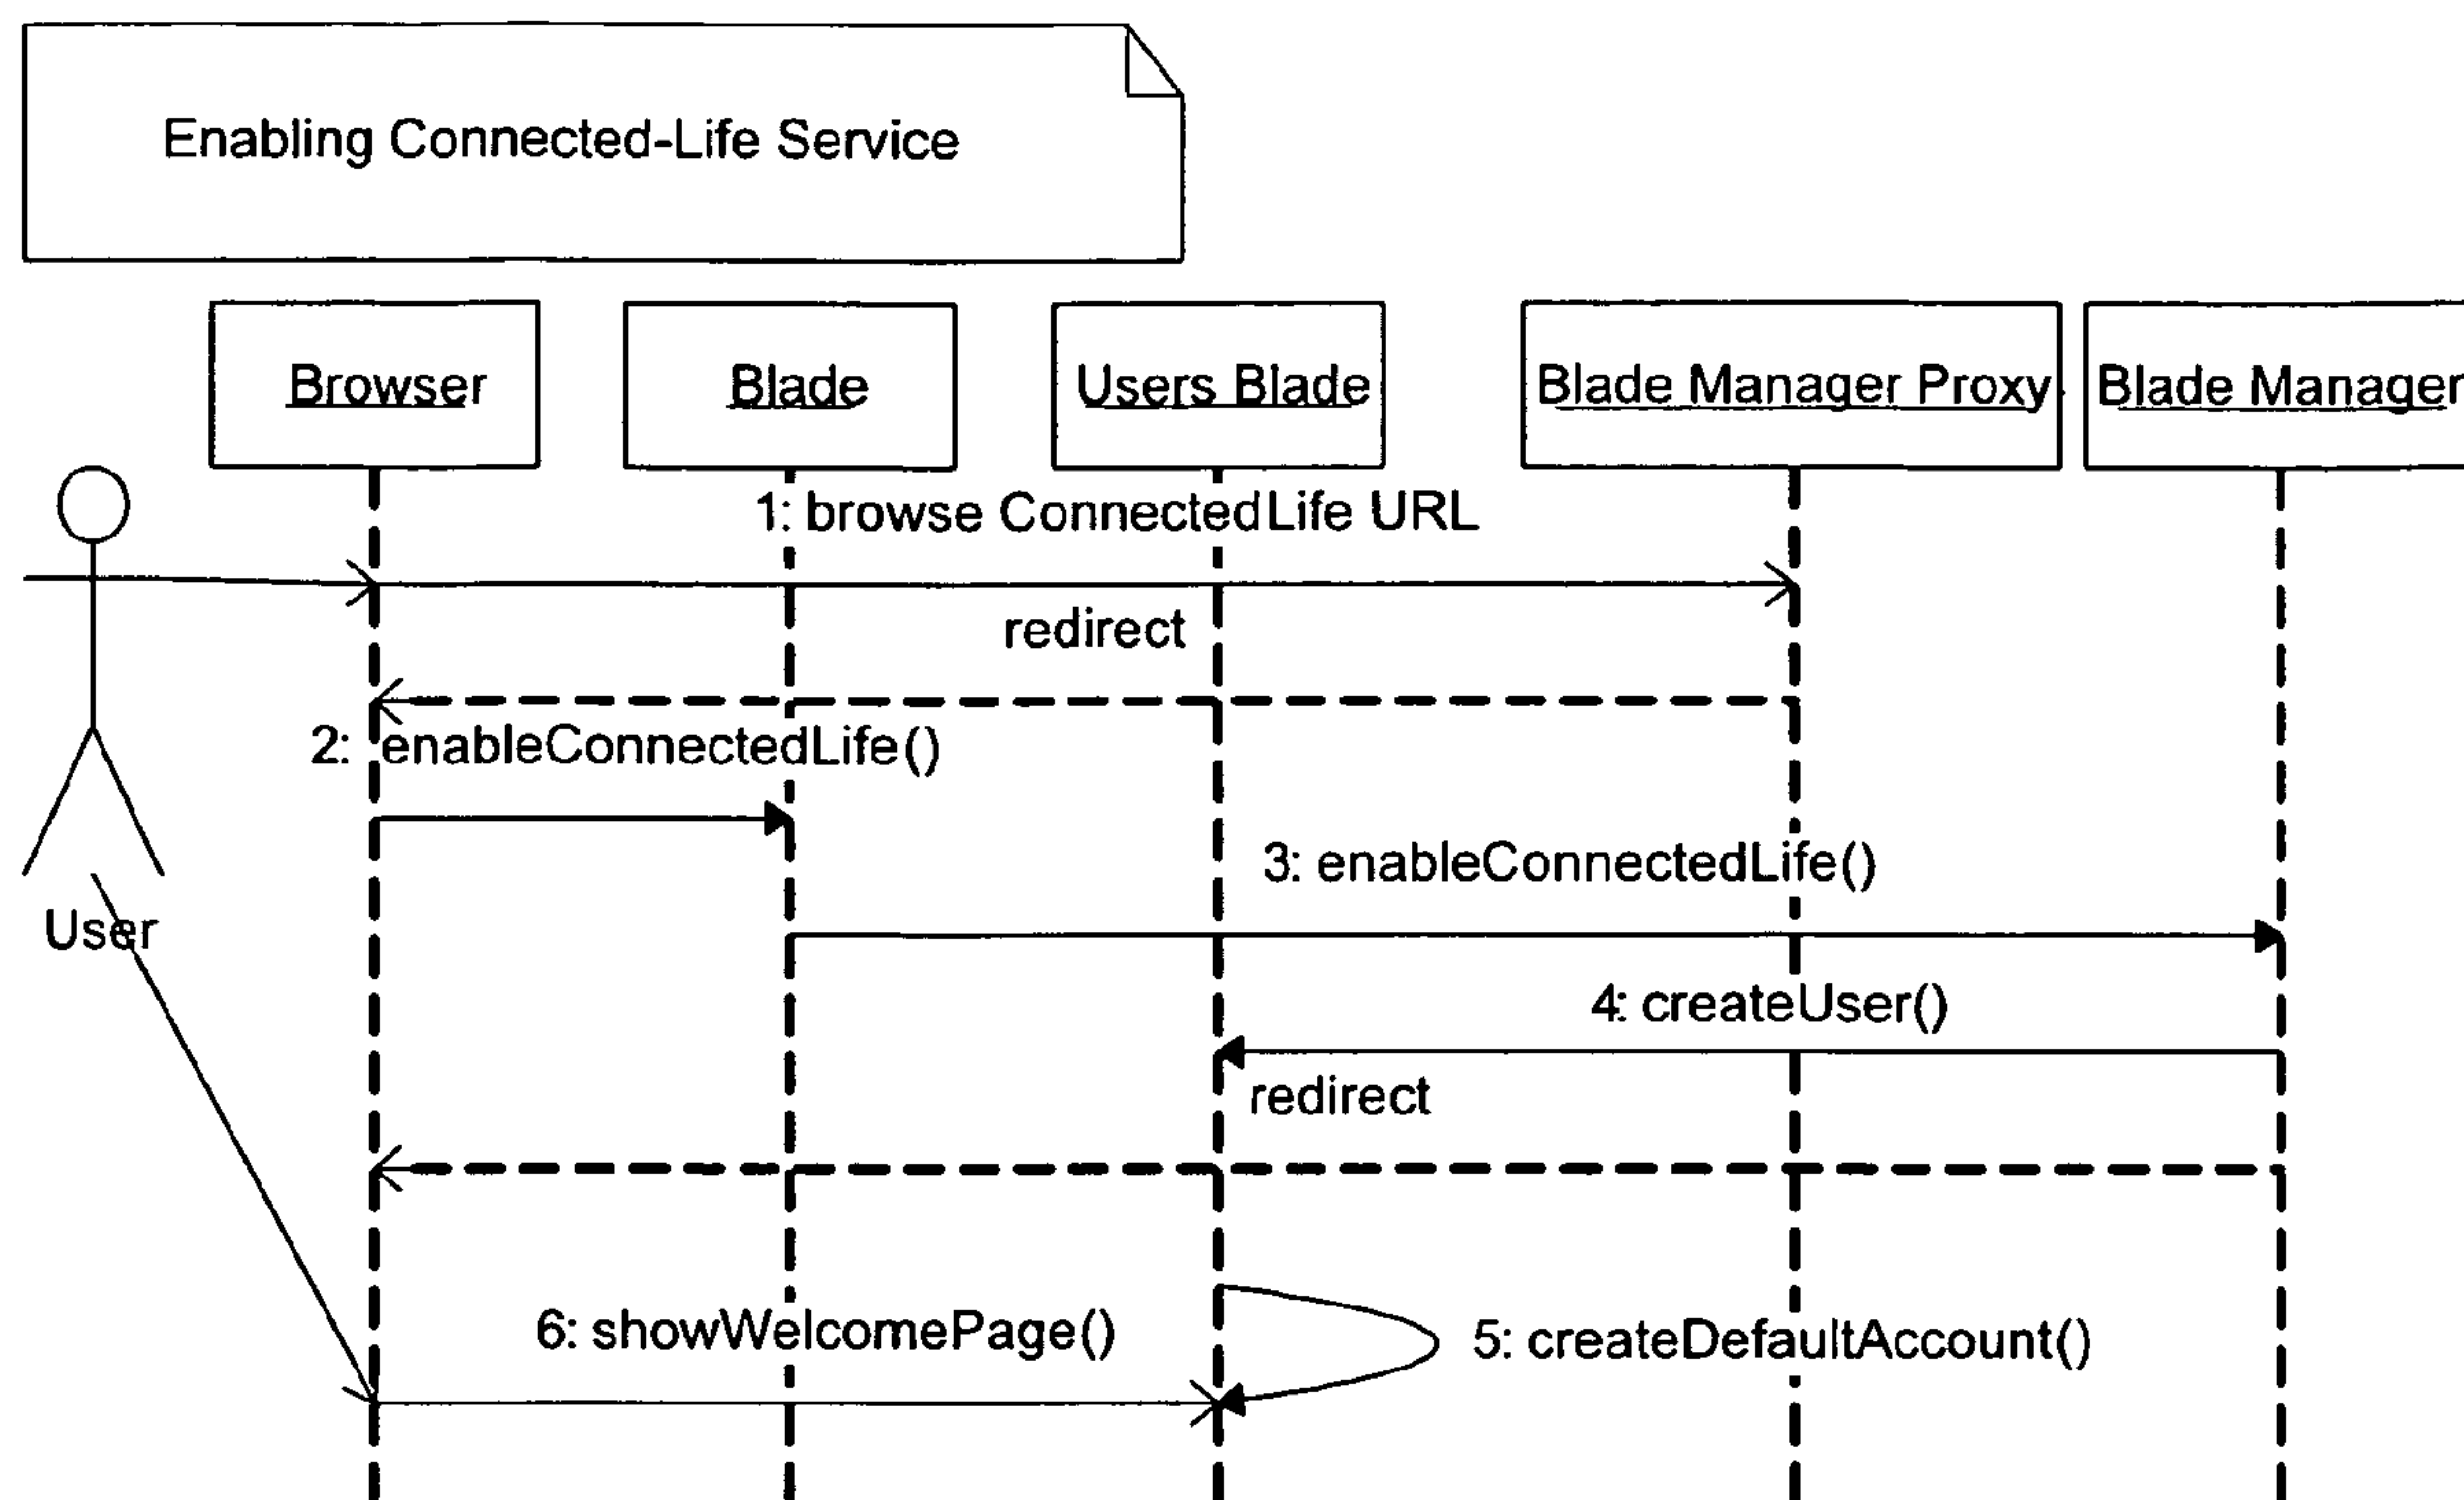 Enabling Connected-Life Service
Browser
Blade
Users Blade
Blade Manager Proxy
Blade Manager
1: browse ConnectedLife URL
redirect
2: enableConnectedLife()
3: enableConnectedLife()
User
4: createUser()
redirect
6: showWelcomePage()
5: createDefaultAccount()